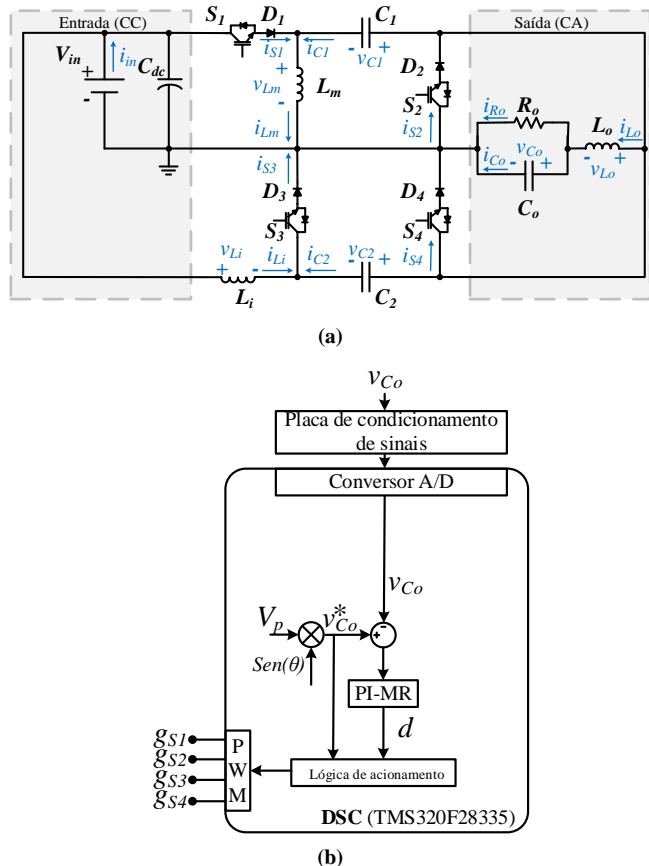 Entrada (CC)
S1
D1
C1
Saída (CA)
Vin
+
-
iin
Cdc
iS1
iC1
- vC1 +
+
vLm
-
Lm
iLm
D2
S2
iS2
iRo
Ro
Lo
iLo
iCo
- vCo +
- vLo +
Co
iS3
D3
S3
D4
S4
iS4
vLi
+ -
iLi
iC2
- vC2 +
Li
C2
(a)
vCo
Placa de condicionamento
de sinais
Conversor A/D
vCo
Vp
v*Co
+ -
Sen(θ)
PI-MR
d
gS1
gS2
gS3
gS4
P
W
M
Lógica de acionamento
DSC (TMS320F28335)
(b)